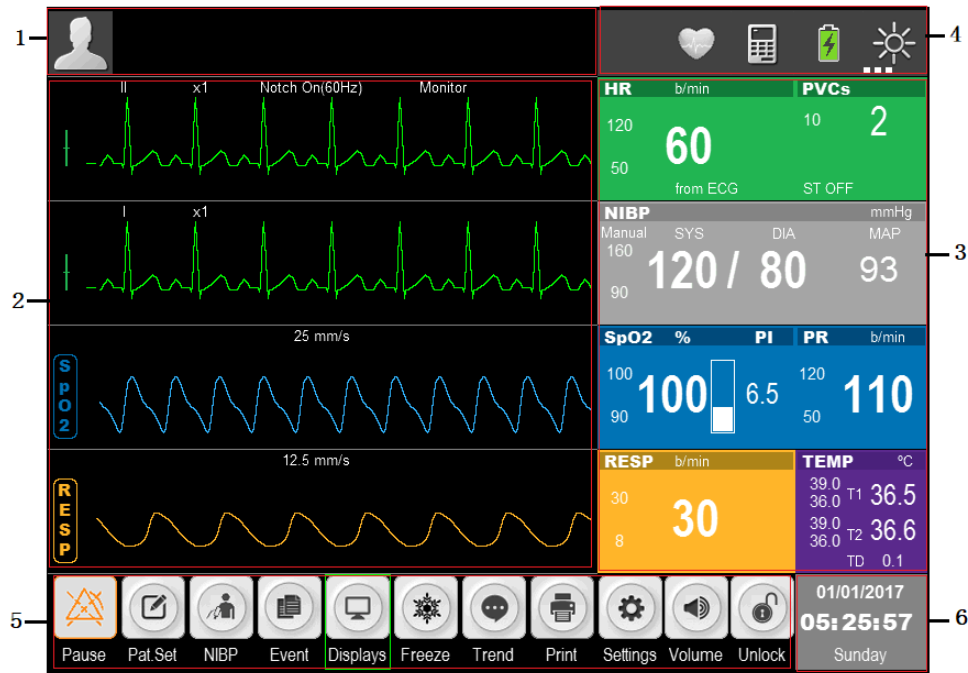 1
4
II x1 Notch On(60Hz) Monitor
HR b/min PVCs
120 60 10 2
50
from ECG ST OFF
I x1
NIBP mmHg
Manual SYS DIA MAP
160 120 / 80 93
90
3
2
25 mm/s
SpO2
SpO2 % PI PR b/min
100 100 6.5 120 110
90 50
12.5 mm/s
RESP
RESP b/min
30 30
8
TEMP °C
39.0 T1 36.5
36.0
39.0 T2 36.6
36.0
TD 0.1
5
Pause Pat.Set NIBP Event Displays Freeze Trend Print Settings Volume Unlock
01/01/2017
05:25:57
Sunday
6